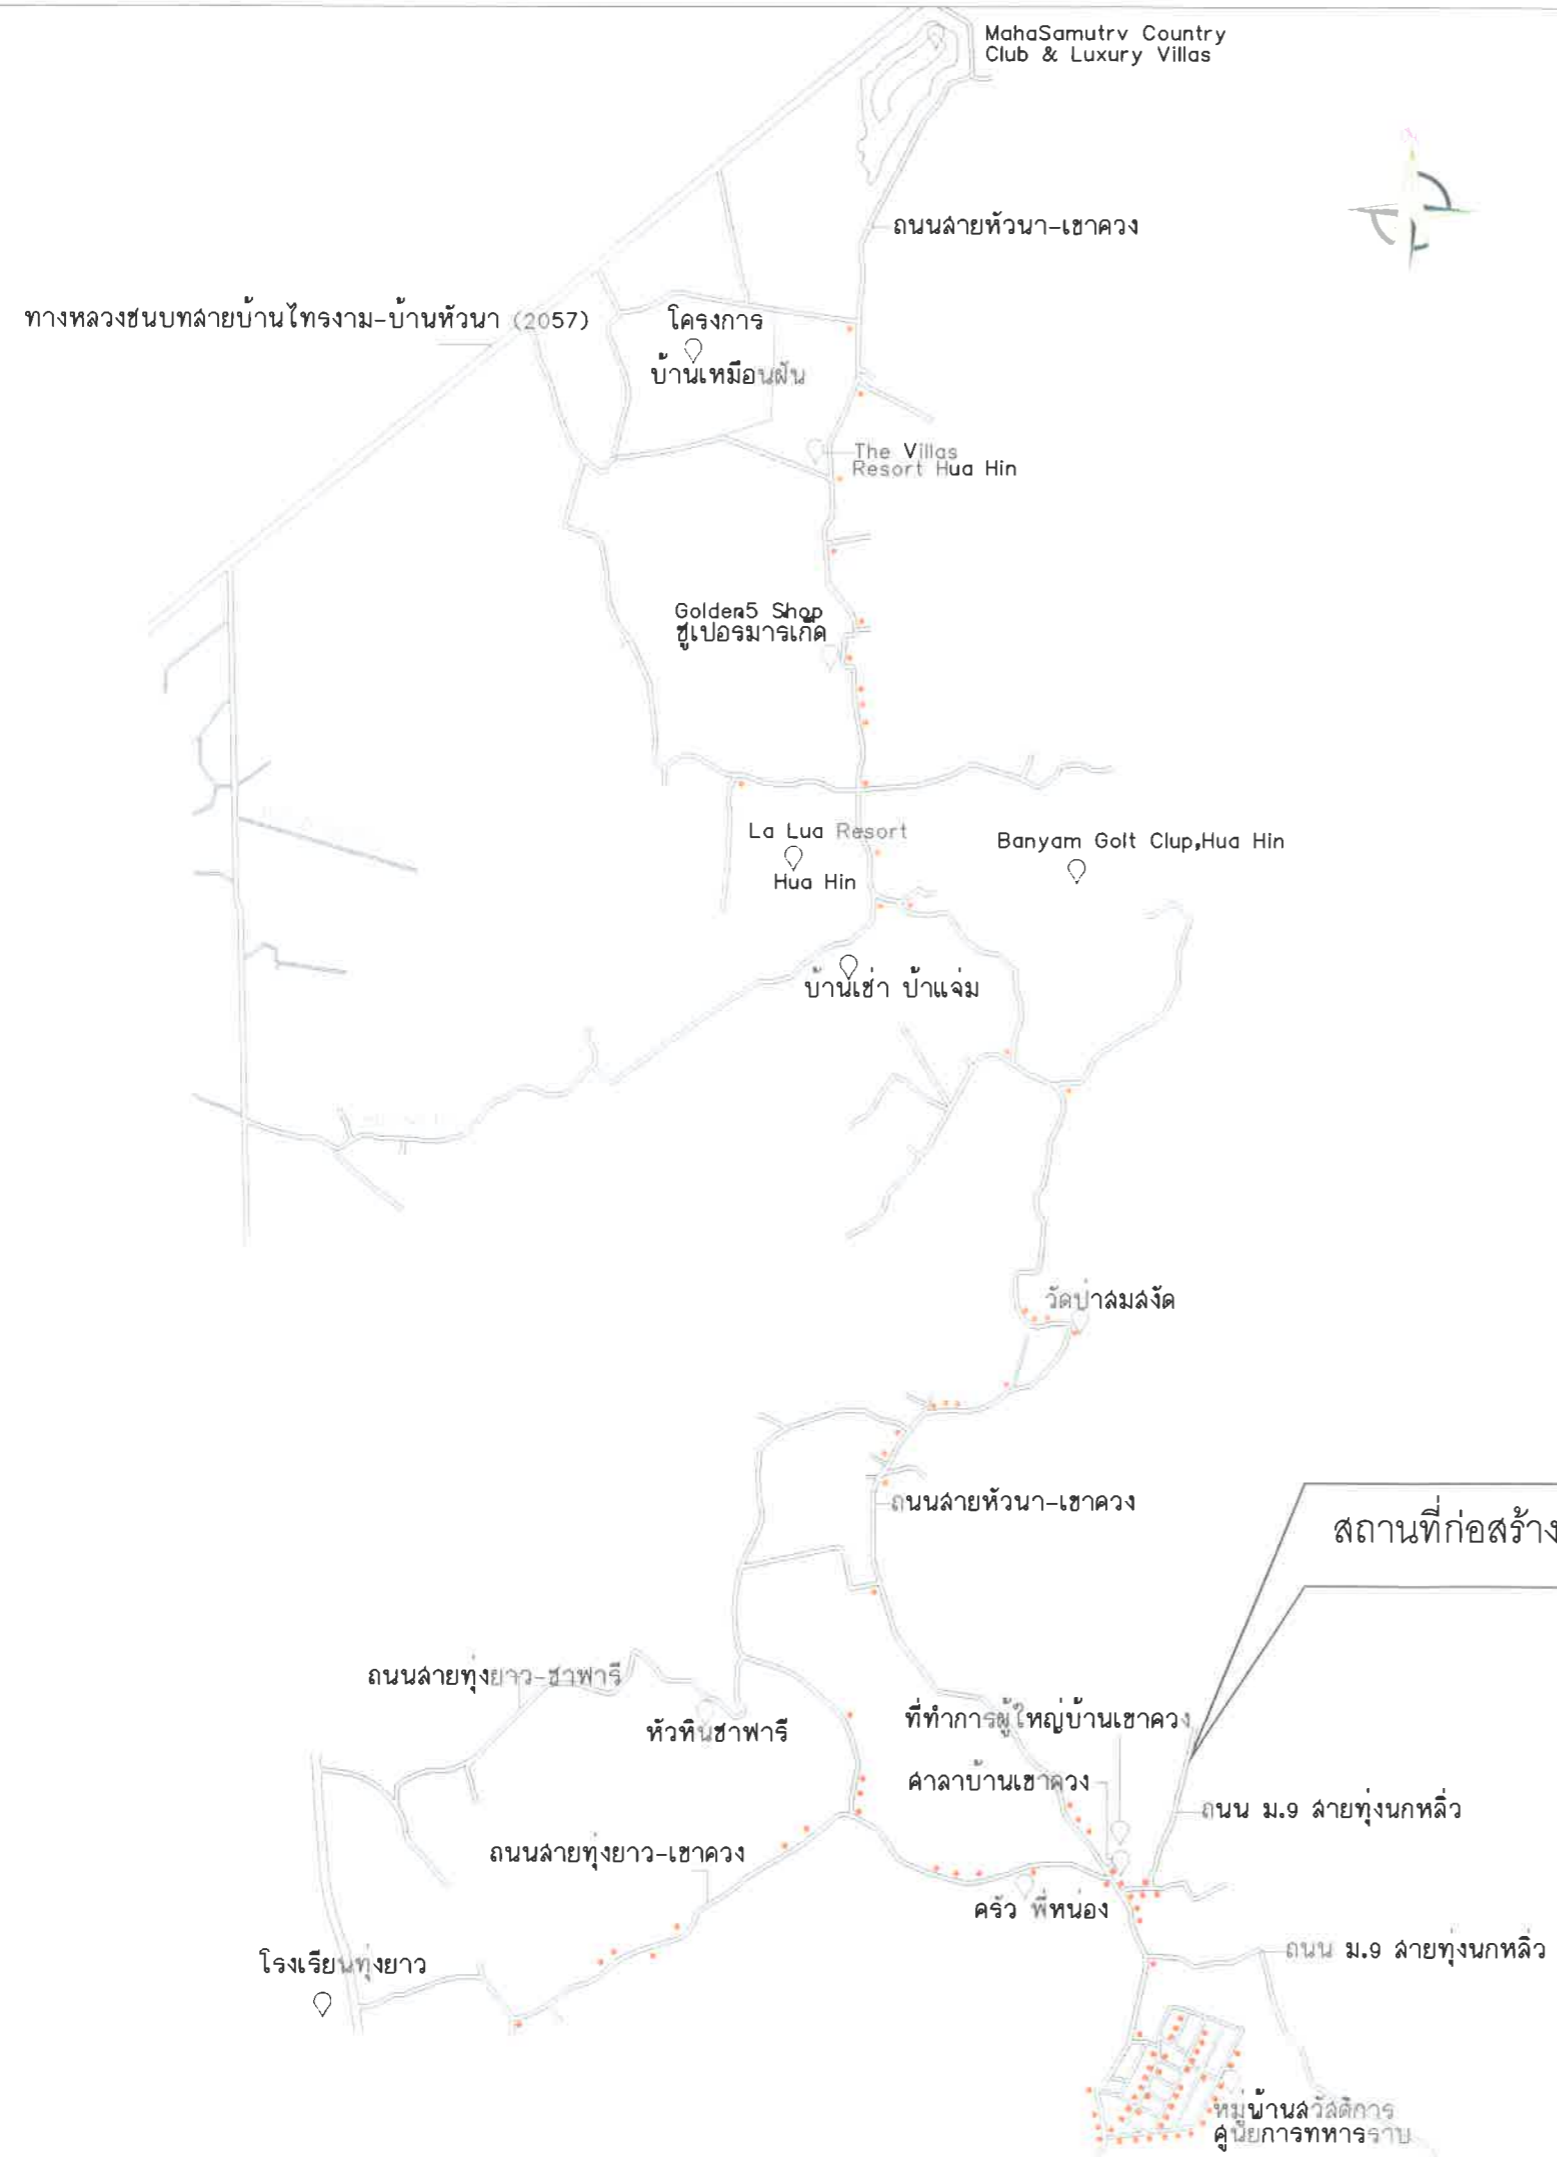 MahaSamutrv Country
Club & Luxury Villas
ถนนสายหัวนา-เขาควง
ทางหลวงชนบทสายบ้านไทรงาม-บ้านหัวนา (2057)
โครงการ
บ้านเหมือนฝัน
The Villas
Resort Hua Hin
Golden5 Shop
ซูเปอรมารเก็ต
La Lua Resort
Hua Hin
Banyam Golt Clup,Hua Hin
บ้านเช่า ป้าแจ่ม
วัดป่าสมสงัด
ถนนสายหัวนา-เขาควง
สถานที่ก่อสร้าง
ถนนสายทุ่งยาว-ซาฟารี
หัวหินซาฟารี
ที่ทำการผู้ใหญ่บ้านเขาควง
ศาลาบ้านเขาควง
ถนน ม.9 สายทุ่งนกหลิ่ว
ถนนสายทุ่งยาว-เขาควง
ครัว พี่หน่อง
โรงเรียนทุ่งยาว
ถนน ม.9 สายทุ่งนกหลิ่ว
หมู่บ้านสวัสดิการ
ศูนยการทหารราบ